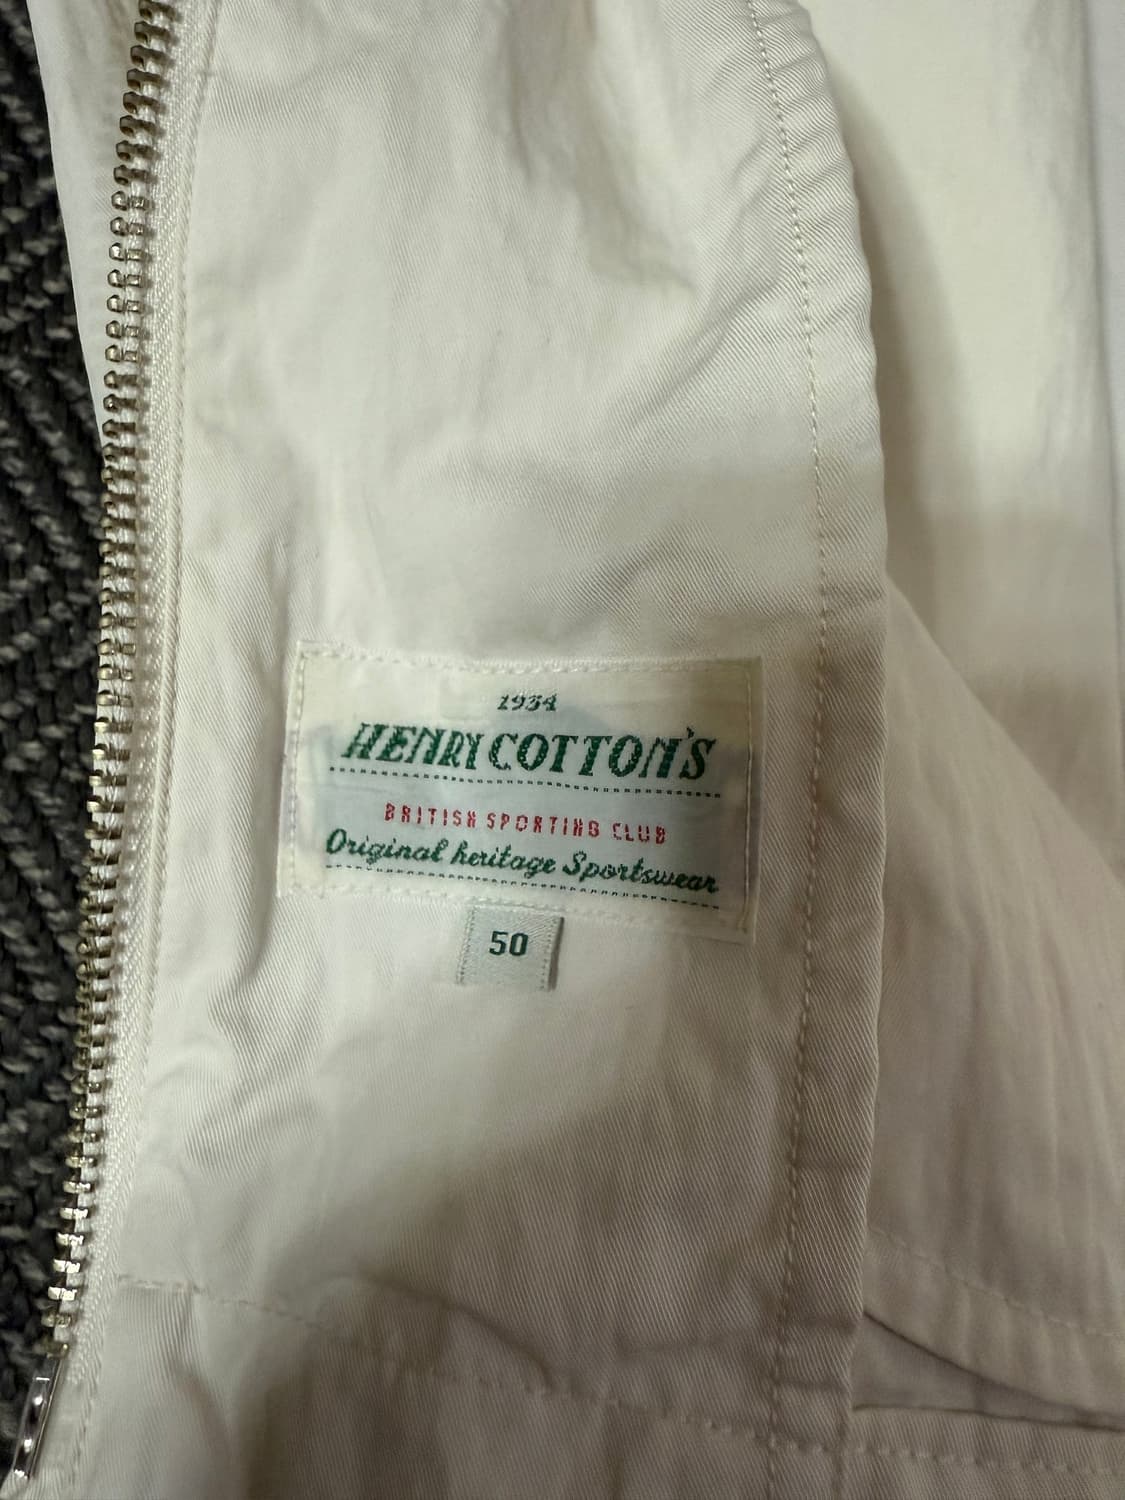 1934
HENRY COTTON'S
BRITISH SPORTING CLUB
Original heritage Sportswear
50